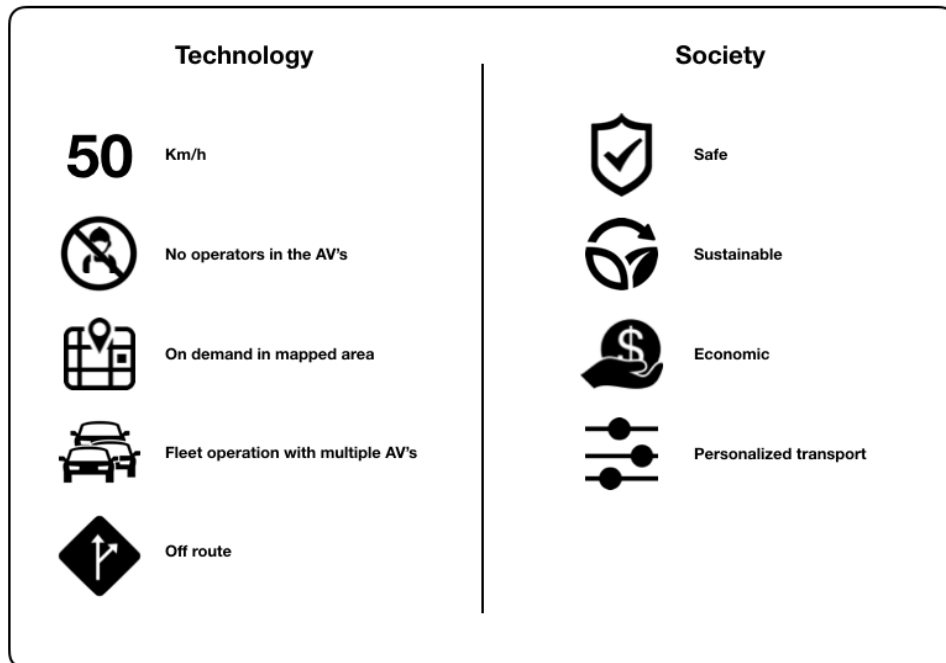 Technology
50 Km/h
No operators in the AV's
On demand in mapped area
Fleet operation with multiple AV's
Off route
Society
Safe
Sustainable
$
Economic
Personalized transport